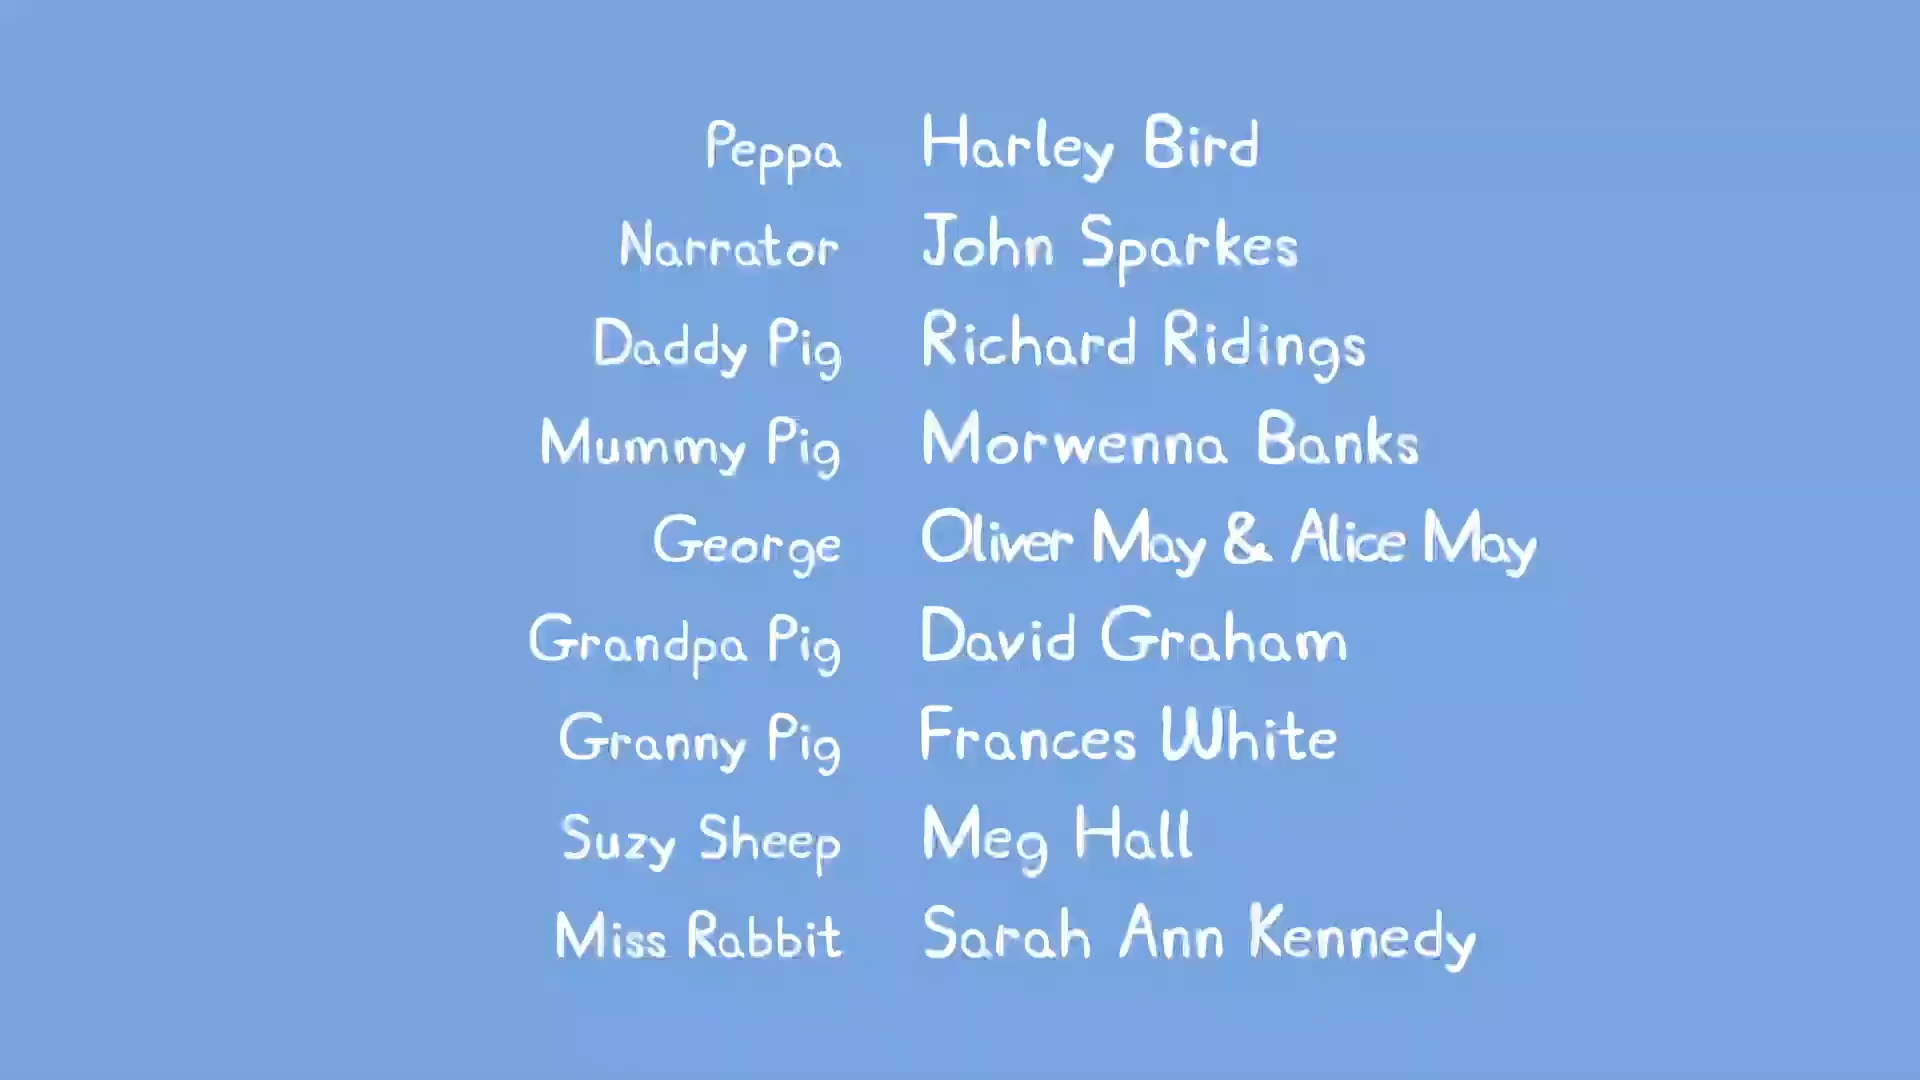 Peppa Harley Bird
Narrator John Sparkes
Daddy Pig Richard Ridings
Mummy Pig Morwenna Banks
George Oliver May & Alice May
Grandpa Pig David Graham
Granny Pig Frances White
Suzy Sheep Meg Hall
Miss Rabbit Sarah Ann Kennedy